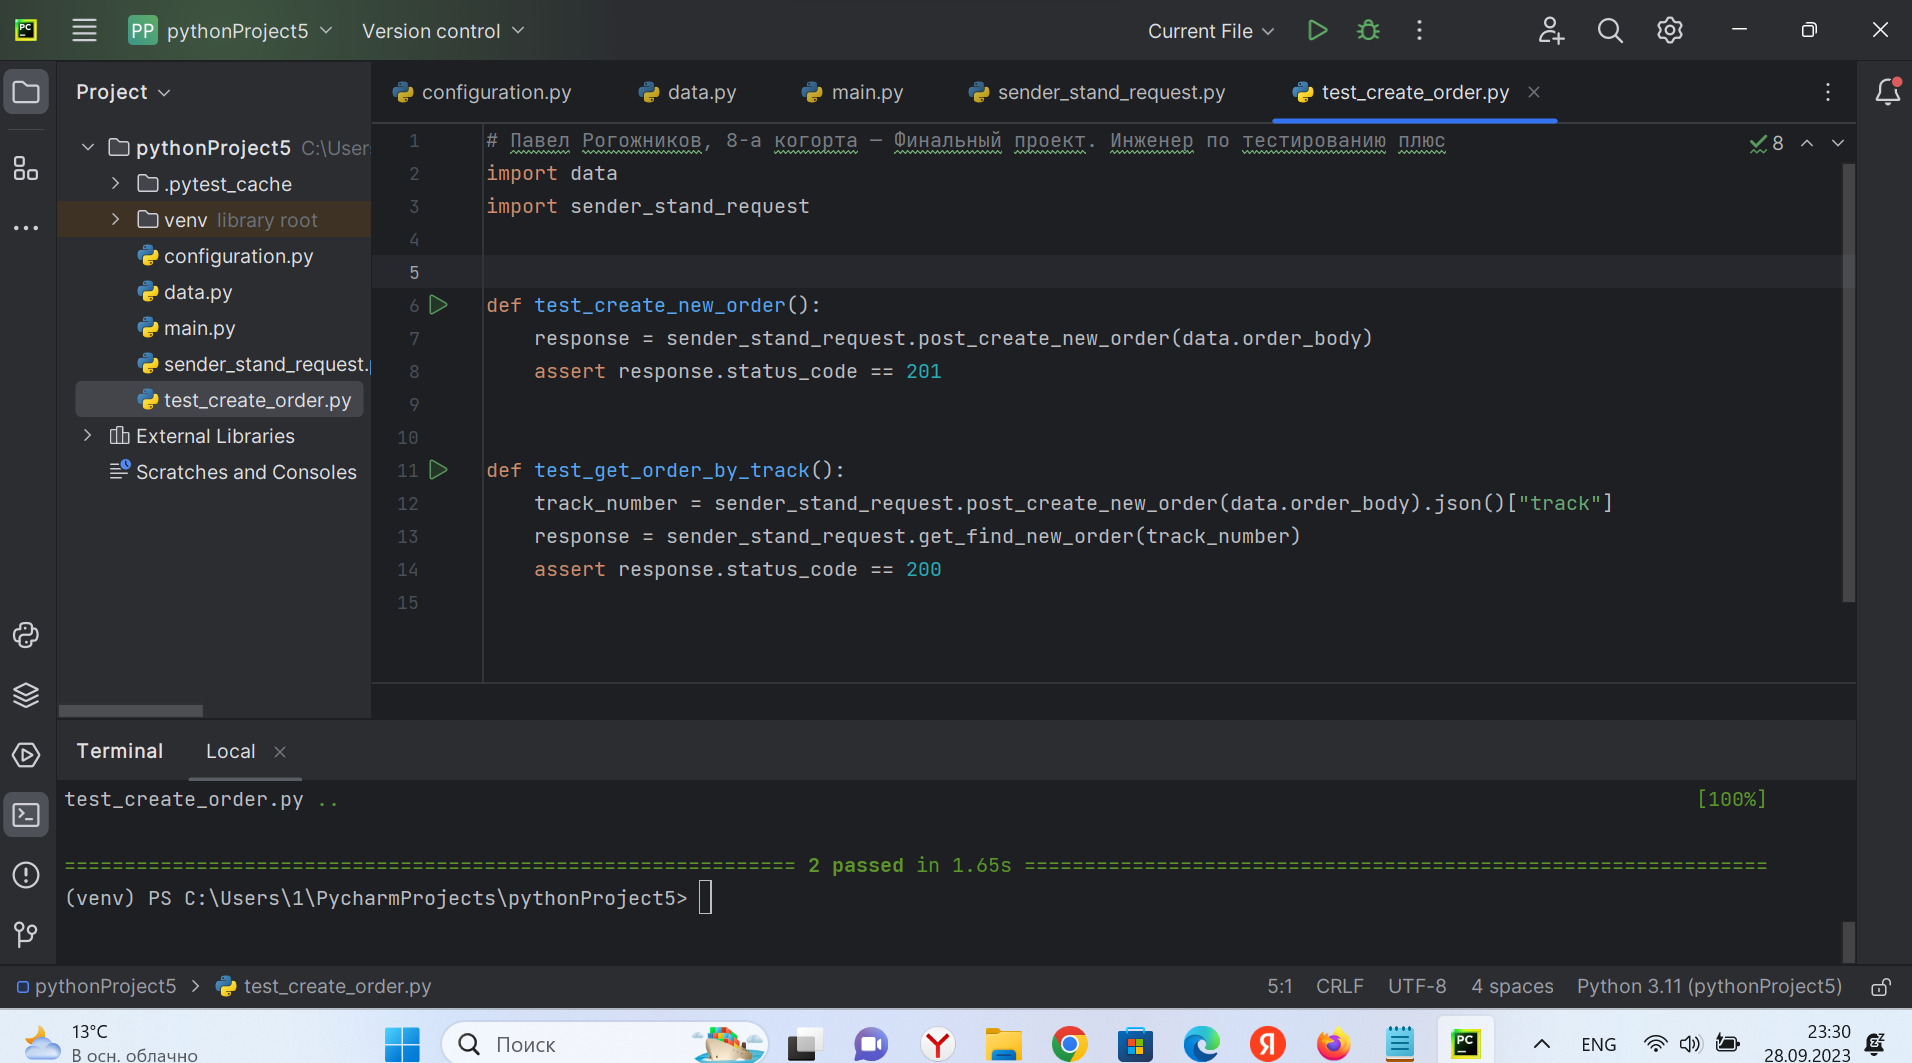 PP pythonProject5 Version control Current File
Project
configuration.py data.py main.py sender_stand_request.py test_create_order.py
pythonProject5 C:\User
.pytest_cache
venv library root
configuration.py
data.py
main.py
sender_stand_request.
test_create_order.py
External Libraries
Scratches and Consoles
8
1 # Павел Рогожников, 8-а когорта — Финальный проект. Инженер по тестированию плюс
2 import data
3 import sender_stand_request
4
5
6 def test_create_new_order():
7 response = sender_stand_request.post_create_new_order(data.order_body)
8 assert response.status_code == 201
9
10
11 def test_get_order_by_track():
12 track_number = sender_stand_request.post_create_new_order(data.order_body).json()["track"]
13 response = sender_stand_request.get_find_new_order(track_number)
14 assert response.status_code == 200
15
Terminal Local
test_create_order.py .. [100%]
============================================================= 2 passed in 1.65s ==============================================================
(venv) PS C:\Users\1\PycharmProjects\pythonProject5>
pythonProject5 > test_create_order.py 5:1 CRLF UTF-8 4 spaces Python 3.11 (pythonProject5)
13°C
В осн. облачно
Поиск
PC
ENG
23:30
28.09.2023